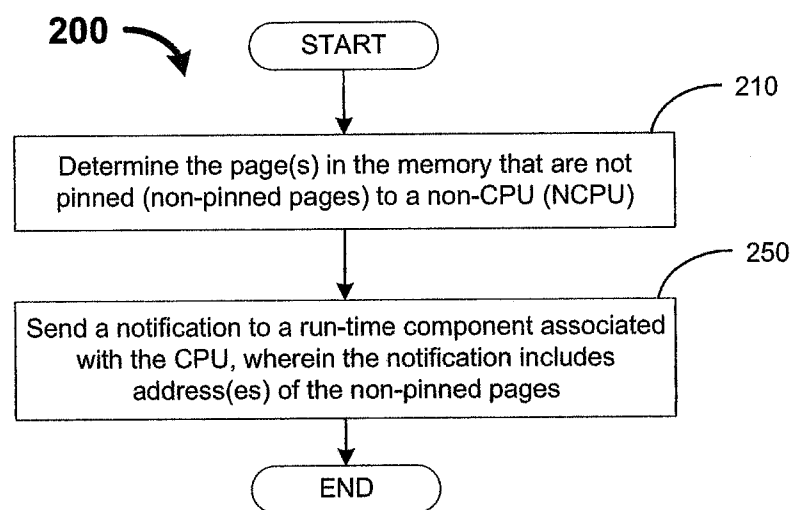 200
START
210
Determine the page(s) in the memory that are not
pinned (non-pinned pages) to a non-CPU (NCPU)
250
Send a notification to a run-time component associated
with the CPU, wherein the notification includes
address(es) of the non-pinned pages
END